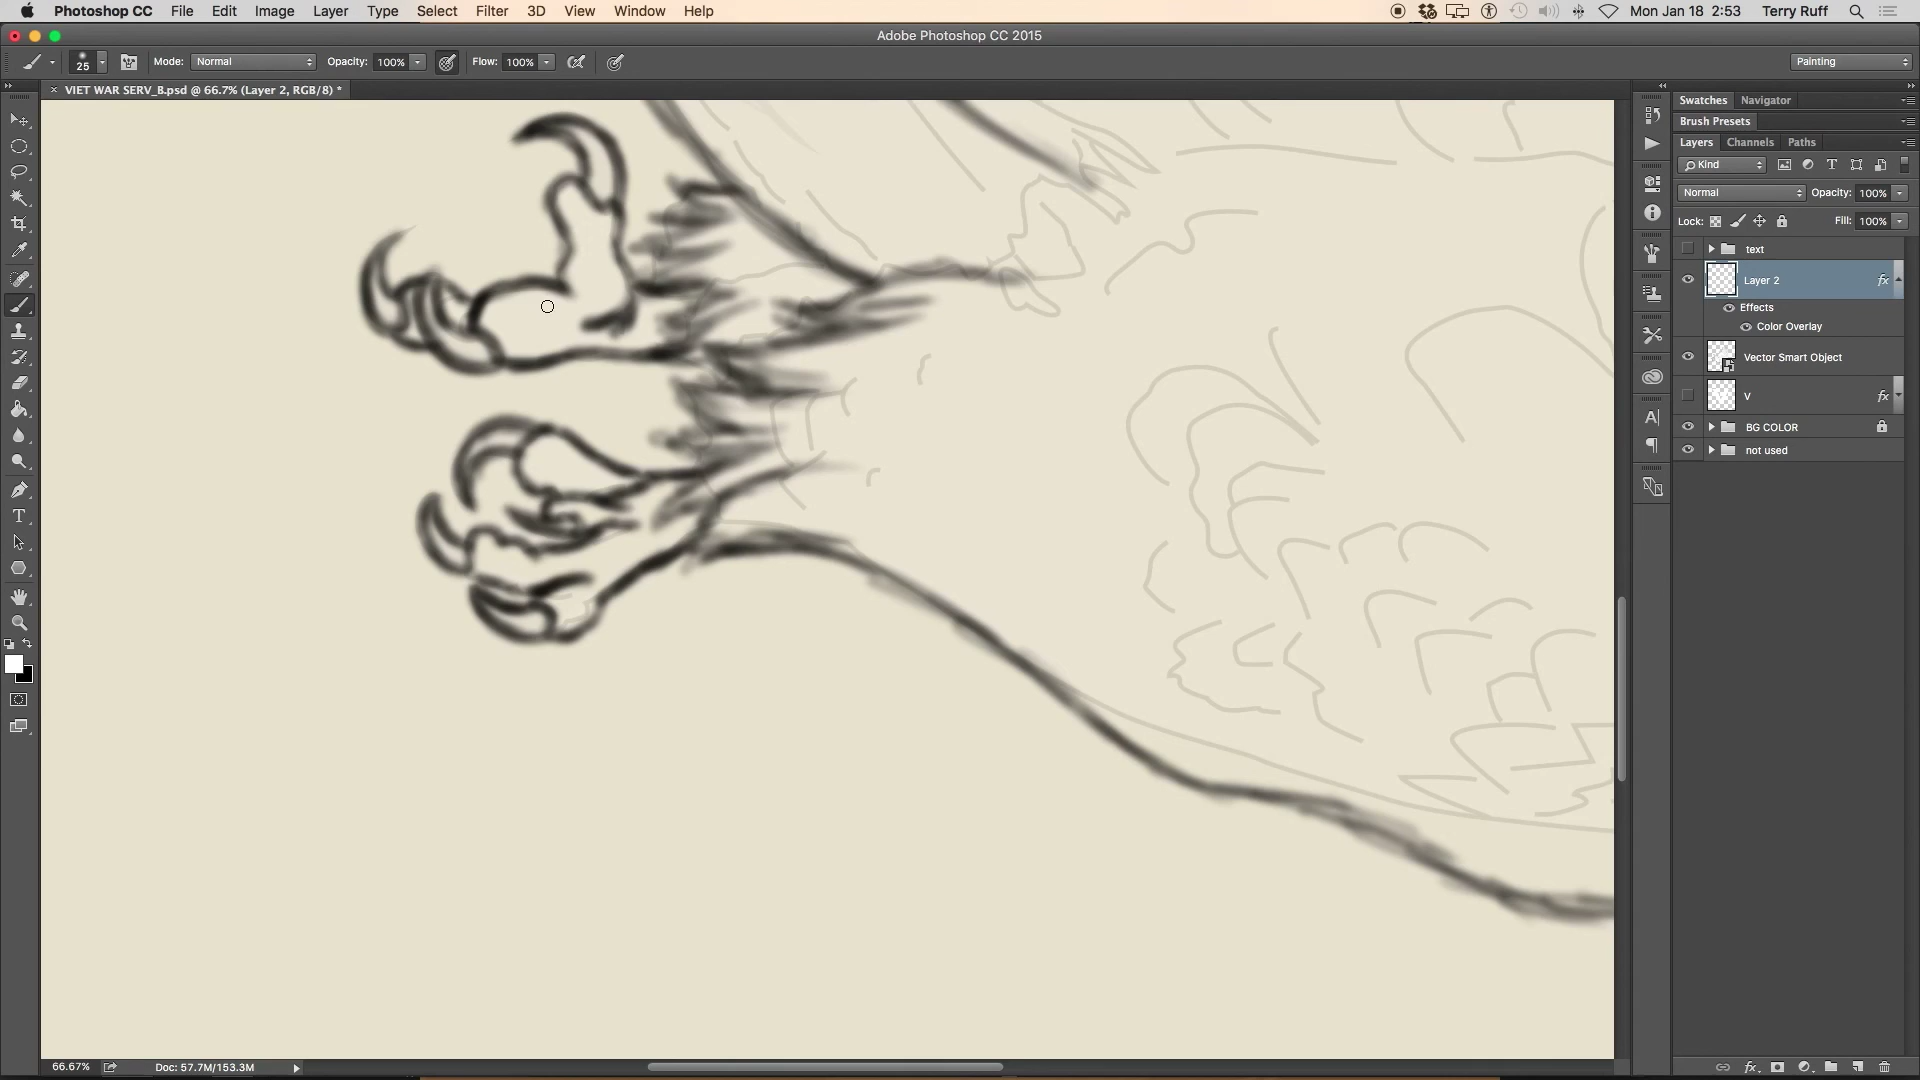 Photoshop CC File Edit Image Layer Type Select Filter 3D View Window Help Mon Jan 18 2:53 Terry Ruff
Adobe Photoshop CC 2015
25 Mode: Normal Opacity: 100% Flow: 100% Painting
× VIET WAR SERV_B.psd @ 66.7% (Layer 2, RGB/8) *
Swatches Navigator
Brush Presets
Layers Channels Paths
Kind
Normal Opacity: 100%
Lock: Fill: 100%
text
Layer 2 fx
Effects
Color Overlay
Vector Smart Object
V fx
BG COLOR
not used
66.67% Doc: 57.7M/153.3M